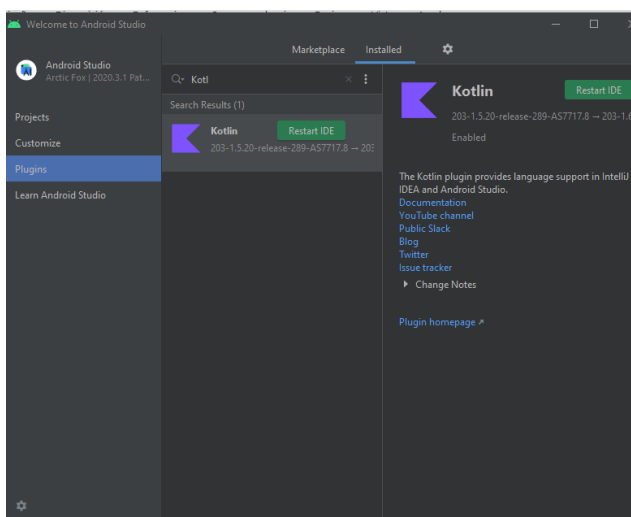 Welcome to Android Studio
Marketplace Installed
Android Studio
Arctic Fox | 2020.3.1 Pat...
Projects
Customize
Plugins
Learn Android Studio
Kotl
Search Results (1)
Kotlin
Restart IDE
203-1.5.20-release-289-AS7717.8 → 203
Kotlin
Restart IDE
203-1.5.20-release-289-AS7717.8 → 203-1.6
Enabled
The Kotlin plugin provides language support in IntelliJ
IDEA and Android Studio.
Documentation
YouTube channel
Public Slack
Blog
Twitter
Issue tracker
Change Notes
Plugin homepage ↗